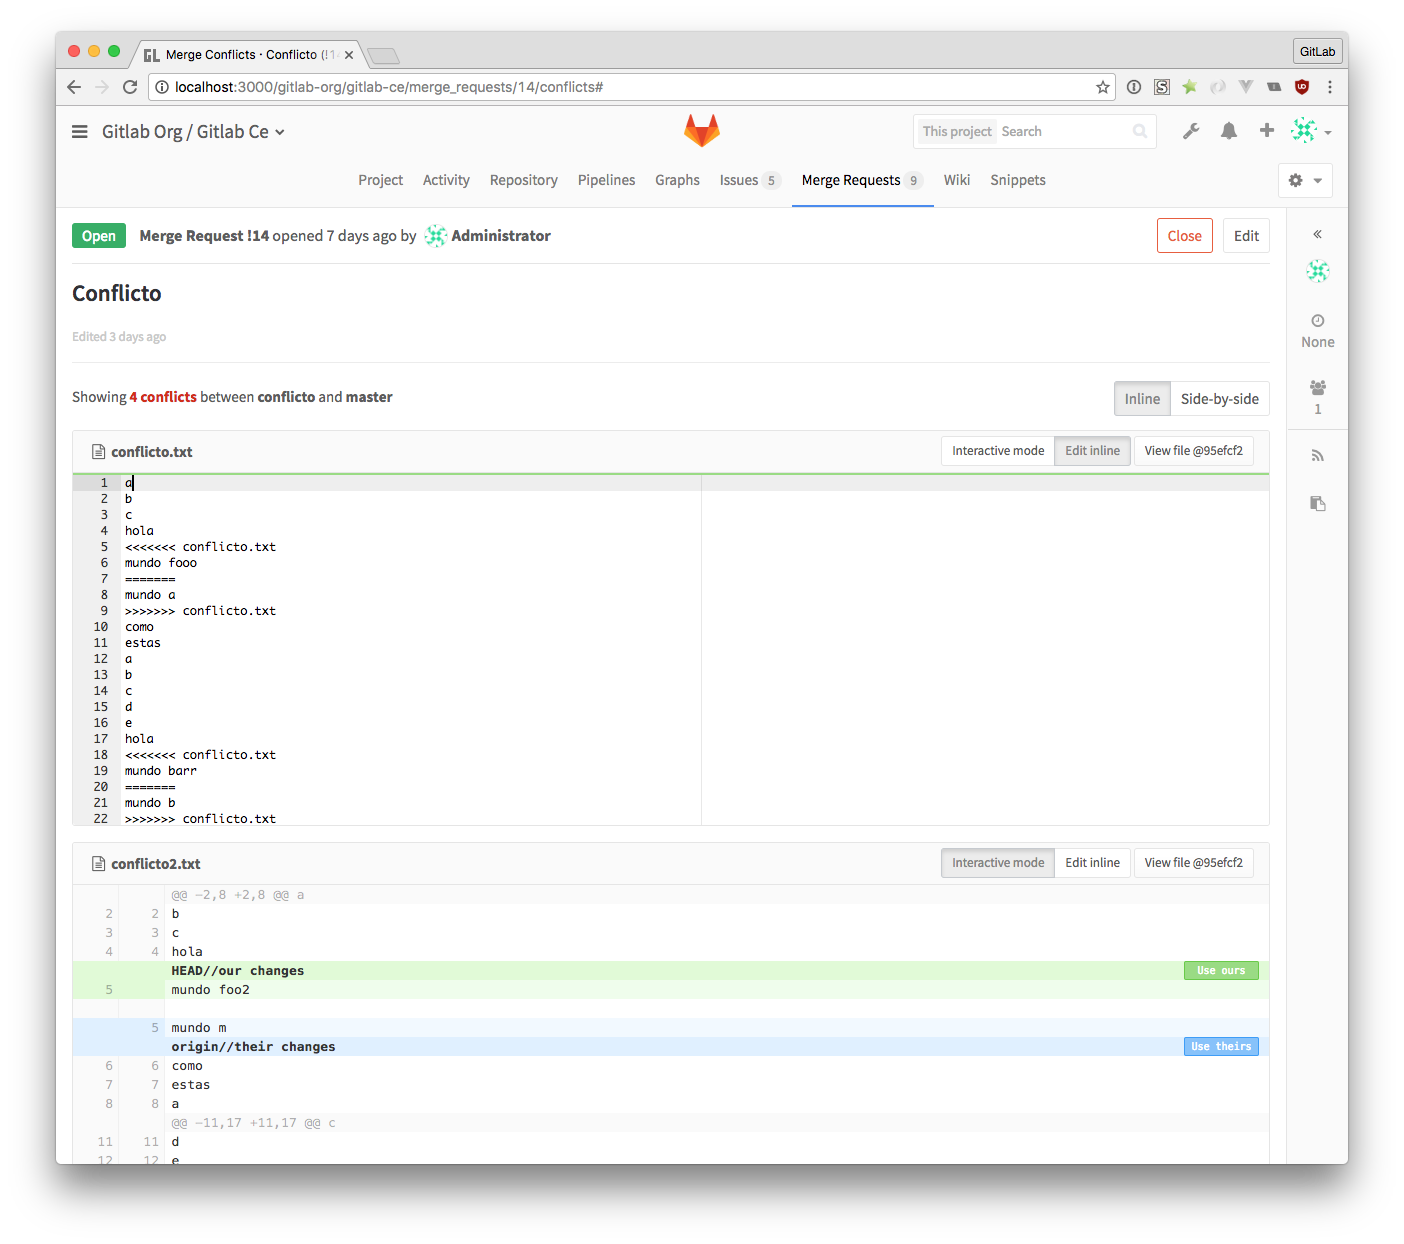 Merge Conflicts · Conflicto (!14
GitLab
localhost:3000/gitlab-org/gitlab-ce/merge_requests/14/conflicts#
Gitlab Org / Gitlab Ce
This project Search
Project Activity Repository Pipelines Graphs Issues 5 Merge Requests 9 Wiki Snippets
Open Merge Request !14 opened 7 days ago by Administrator Close Edit
Conflicto
Edited 3 days ago
None
1
Showing 4 conflicts between conflicto and master Inline Side-by-side
conflicto.txt Interactive mode Edit inline View file @95efcf2
1 a
2 b
3 c
4 hola
5 <<<<<<< conflicto.txt
6 mundo fooo
7 =======
8 mundo a
9 >>>>>>> conflicto.txt
10 como
11 estas
12 a
13 b
14 c
15 d
16 e
17 hola
18 <<<<<<< conflicto.txt
19 mundo barr
20 =======
21 mundo b
22 >>>>>>> conflicto.txt
conflicto2.txt Interactive mode Edit inline View file @95efcf2
@@ -2,8 +2,8 @@ a
2 2 b
3 3 c
4 4 hola
HEAD//our changes Use ours
5 mundo foo2
5 mundo m
origin//their changes Use theirs
6 6 como
7 7 estas
8 8 a
@@ -11,17 +11,17 @@ c
11 11 d
12 12 e